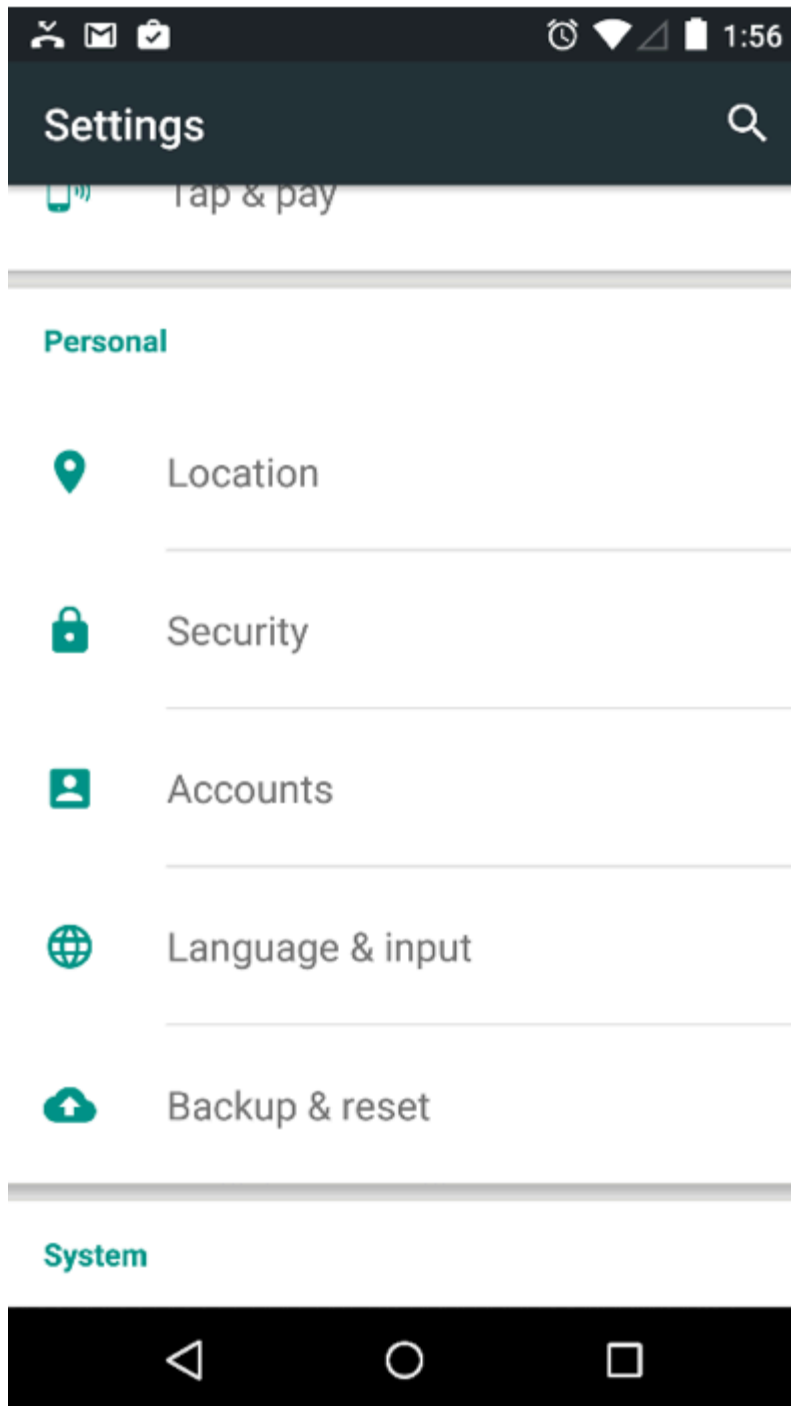 1:56
Settings
Tap & pay
Personal
Location
Security
Accounts
Language & input
Backup & reset
System